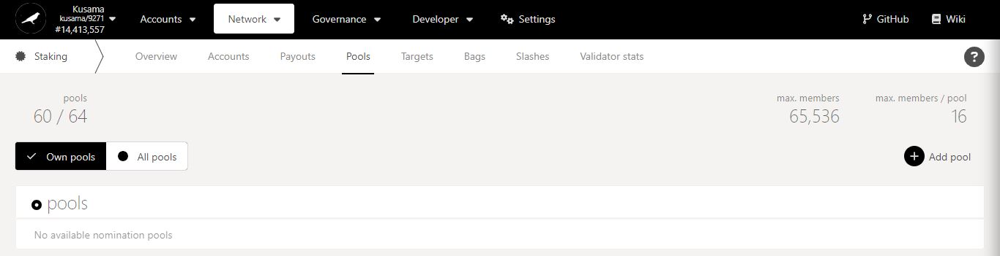 Kusama
kusama/9271
#14,413,557
Accounts
Network
Governance
Developer
Settings
GitHub
Wiki
Staking
Overview
Accounts
Payouts
Pools
Targets
Bags
Slashes
Validator stats
?
pools
60 / 64
max. members
65,536
max. members / pool
16
Own pools
All pools
Add pool
pools
No available nomination pools